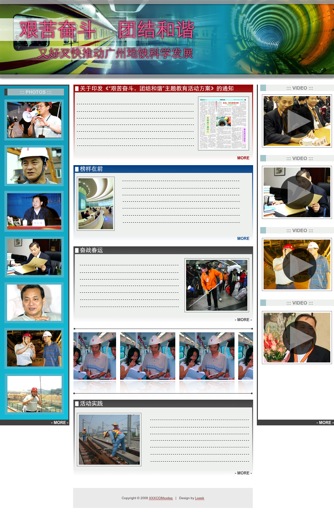 艰苦奋斗 团结和谐
又好又快推动广州地铁科学发展
::: PHOTOS :::
关于印发《“艰苦奋斗、团结和谐”主题教育活动方案》的通知
MORE
榜样在前
MORE
奋战春运
- MORE -
活动实践
- MORE -
- MORE -
::: VIDEO :::
::: VIDEO :::
::: VIDEO :::
::: VIDEO :::
- MORE -
Copyright © 2009
| Design by